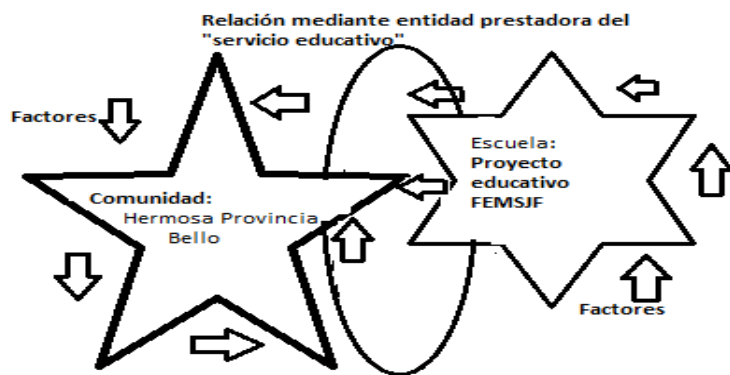 Relación mediante entidad prestadora del
"servicio educativo"
Factores
Escuela:
Proyecto
educativo
FEMSJF
Comunidad:
Hermosa Provincia
Bello
Factores